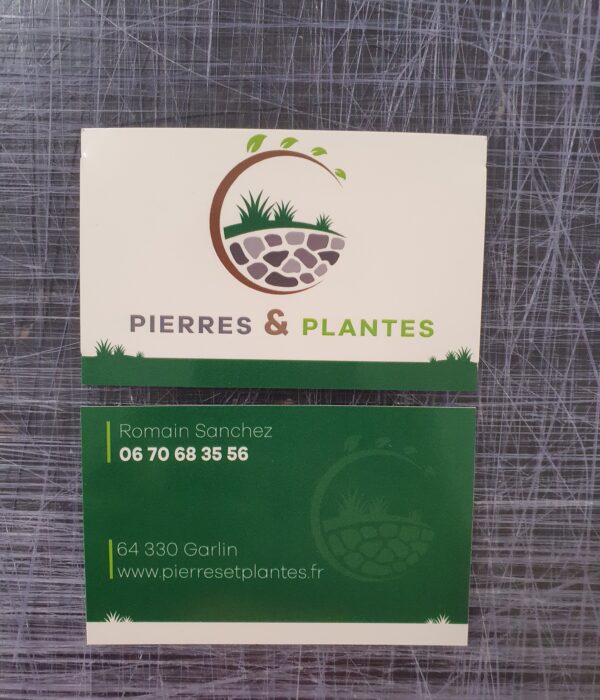 PIERRES & PLANTES
Romain Sanchez
06 70 68 35 56
64 330 Garlin
www.pierresetplantes.fr